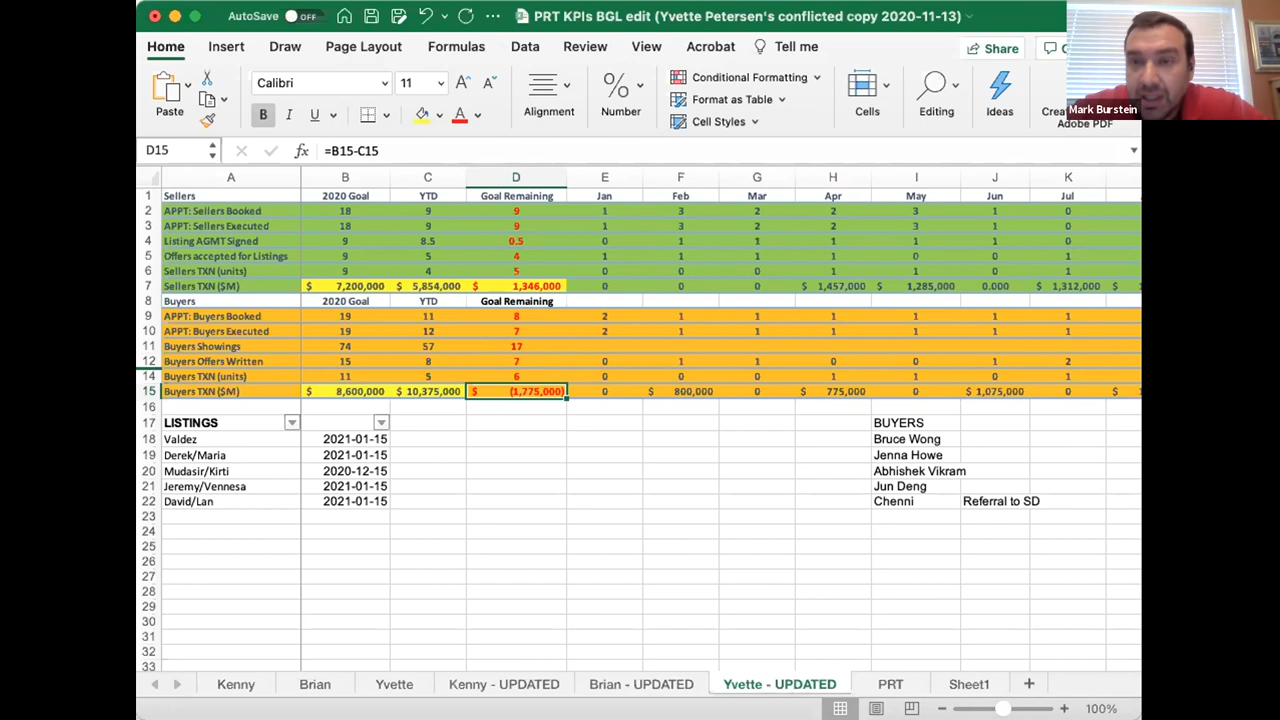 AutoSave OFF PRT KPIs BGL edit (Yvette Petersen's conflicted copy 2020-11-13)
Home Insert Draw Page Layout Formulas Data Review View Acrobat Tell me Share
Mark Burstein
Paste Calibri B I U A Alignment % Number Conditional Formatting Format as Table Cell Styles Cells Editing Ideas Adobe PDF
D15 fx =B15-C15
A B C D E F G H I J K
1 Sellers 2020 Goal YTD Goal Remaining Jan Feb Mar Apr May Jun Jul
2 APPT: Sellers Booked 18 9 9 1 3 2 2 3 1 0
3 APPT: Sellers Executed 18 9 9 1 3 2 2 3 1 0
4 Listing AGMT Signed 9 8.5 0.5 0 1 1 1 1 1 0
5 Offers accepted for Listings 9 5 4 1 1 1 1 0 0 1
6 Sellers TXN (units) 9 4 5 0 0 0 1 1 0 1
7 Sellers TXN ($M) $ 7,200,000 $ 5,854,000 $ 1,346,000 0 0 0 $ 1,457,000 $ 1,285,000 0.000 $ 1,312,000 $
8 Buyers 2020 Goal YTD Goal Remaining
9 APPT: Buyers Booked 19 11 8 2 1 1 1 1 1 1
10 APPT: Buyers Executed 19 12 7 2 1 1 1 1 1 1
11 Buyers Showings 74 57 17
12 Buyers Offers Written 15 8 7 0 1 1 0 0 1 2
14 Buyers TXN (units) 11 5 6 0 0 0 1 1 0 1
15 Buyers TXN ($M) $ 8,600,000 $ 10,375,000 $ (1,775,000) 0 $ 800,000 0 $ 775,000 0 $ 1,075,000 0 $
16
17 LISTINGS BUYERS
18 Valdez 2021-01-15 Bruce Wong
19 Derek/Maria 2021-01-15 Jenna Howe
20 Mudasir/Kirti 2020-12-15 Abhishek Vikram
21 Jeremy/Vennesa 2021-01-15 Jun Deng
22 David/Lan 2021-01-15 Chenni Referral to SD
23
24
25
26
27
28
29
30
31
32
33
Kenny Brian Yvette Kenny - UPDATED Brian - UPDATED Yvette - UPDATED PRT Sheet1 +
100%